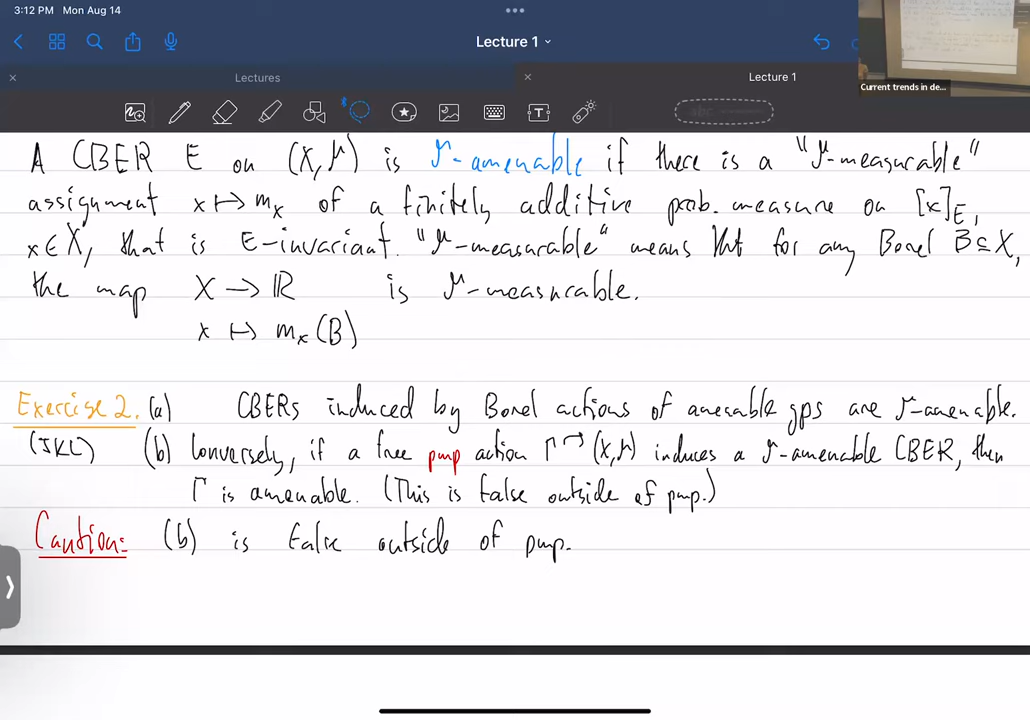 3:12 PM Mon Aug 14
Lecture 1
Current trends in de...
Lectures
Lecture 1
A CBER E on (X, μ) is μ-amenable if there is a "μ-measurable"
assignment x ↦ mₓ of a finitely additive prob. measure on [x]_E,
x ∈ X, that is E-invariant. "μ-measurable" means that for any Borel B ⊆ X,
the map X → ℝ is μ-measurable.
x ↦ mₓ(B)
Exercise 2. (a) CBERs induced by Borel actions of amenable gps are μ-amenable.
(JKL) (b) Conversely, if a free pmp action Γ ↷ (X, μ) induces a μ-amenable CBER, then
Γ is amenable. (This is false outside of pmp.)
Caution: (b) is false outside of pmp.